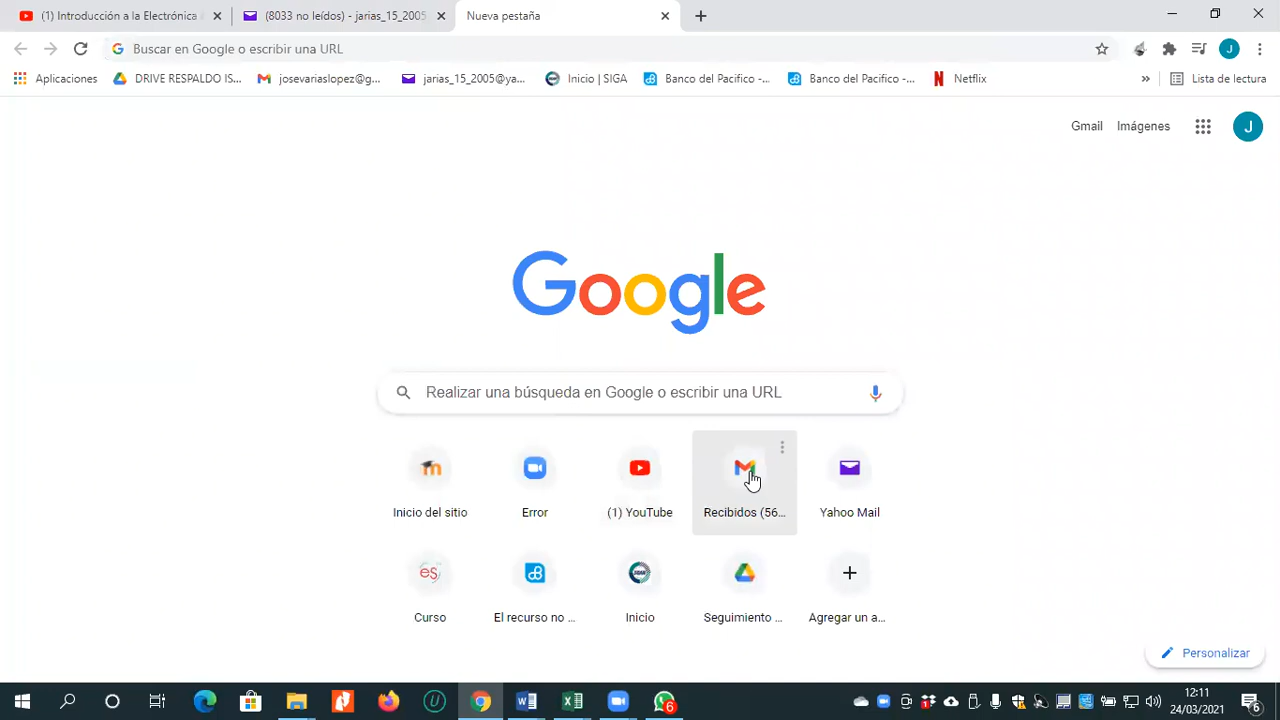 (1) Introducción a la Electrónica
(8033 no leídos) - jarias_15_2005
Nueva pestaña
Buscar en Google o escribir una URL
J
Aplicaciones
DRIVE RESPALDO IS...
josevariaslopez@g...
jarias_15_2005@ya...
Inicio | SIGA
Banco del Pacifico -...
Banco del Pacifico -...
Netflix
»
Lista de lectura
Gmail
Imágenes
J
Google
Realizar una búsqueda en Google o escribir una URL
Inicio del sitio
Error
(1) YouTube
Recibidos (56...
Yahoo Mail
Curso
El recurso no ...
Inicio
Seguimiento ...
Agregar un a...
Personalizar
12:11
24/03/2021